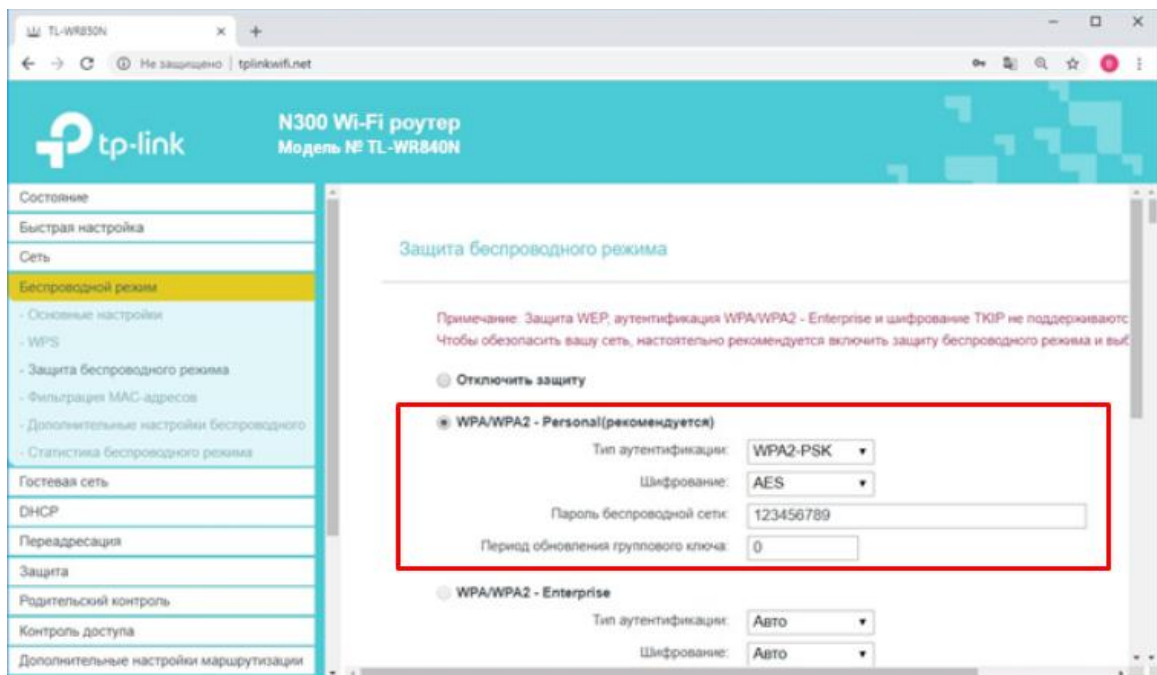 TL-WR850N
Не защищено | tplinkwifi.net
tp-link
N300 Wi-Fi роутер
Модель № TL-WR840N
Состояние
Быстрая настройка
Сеть
Беспроводной режим
- Основные настройки
- WPS
- Защита беспроводного режима
- Фильтрация MAC-адресов
- Дополнительные настройки беспроводного
- Статистика беспроводного режима
Гостевая сеть
DHCP
Переадресация
Защита
Родительский контроль
Контроль доступа
Дополнительные настройки маршрутизации
Защита беспроводного режима
Примечание: Защита WEP, аутентификация WPA/WPA2 - Enterprise и шифрование TKIP не поддерживаютс
Чтобы обезопасить вашу сеть, настоятельно рекомендуется включить защиту беспроводного режима и выб
Отключить защиту
WPA/WPA2 - Personal(рекомендуется)
Тип аутентификации: WPA2-PSK
Шифрование: AES
Пароль беспроводной сети: 123456789
Период обновления группового ключа: 0
WPA/WPA2 - Enterprise
Тип аутентификации: Авто
Шифрование: Авто